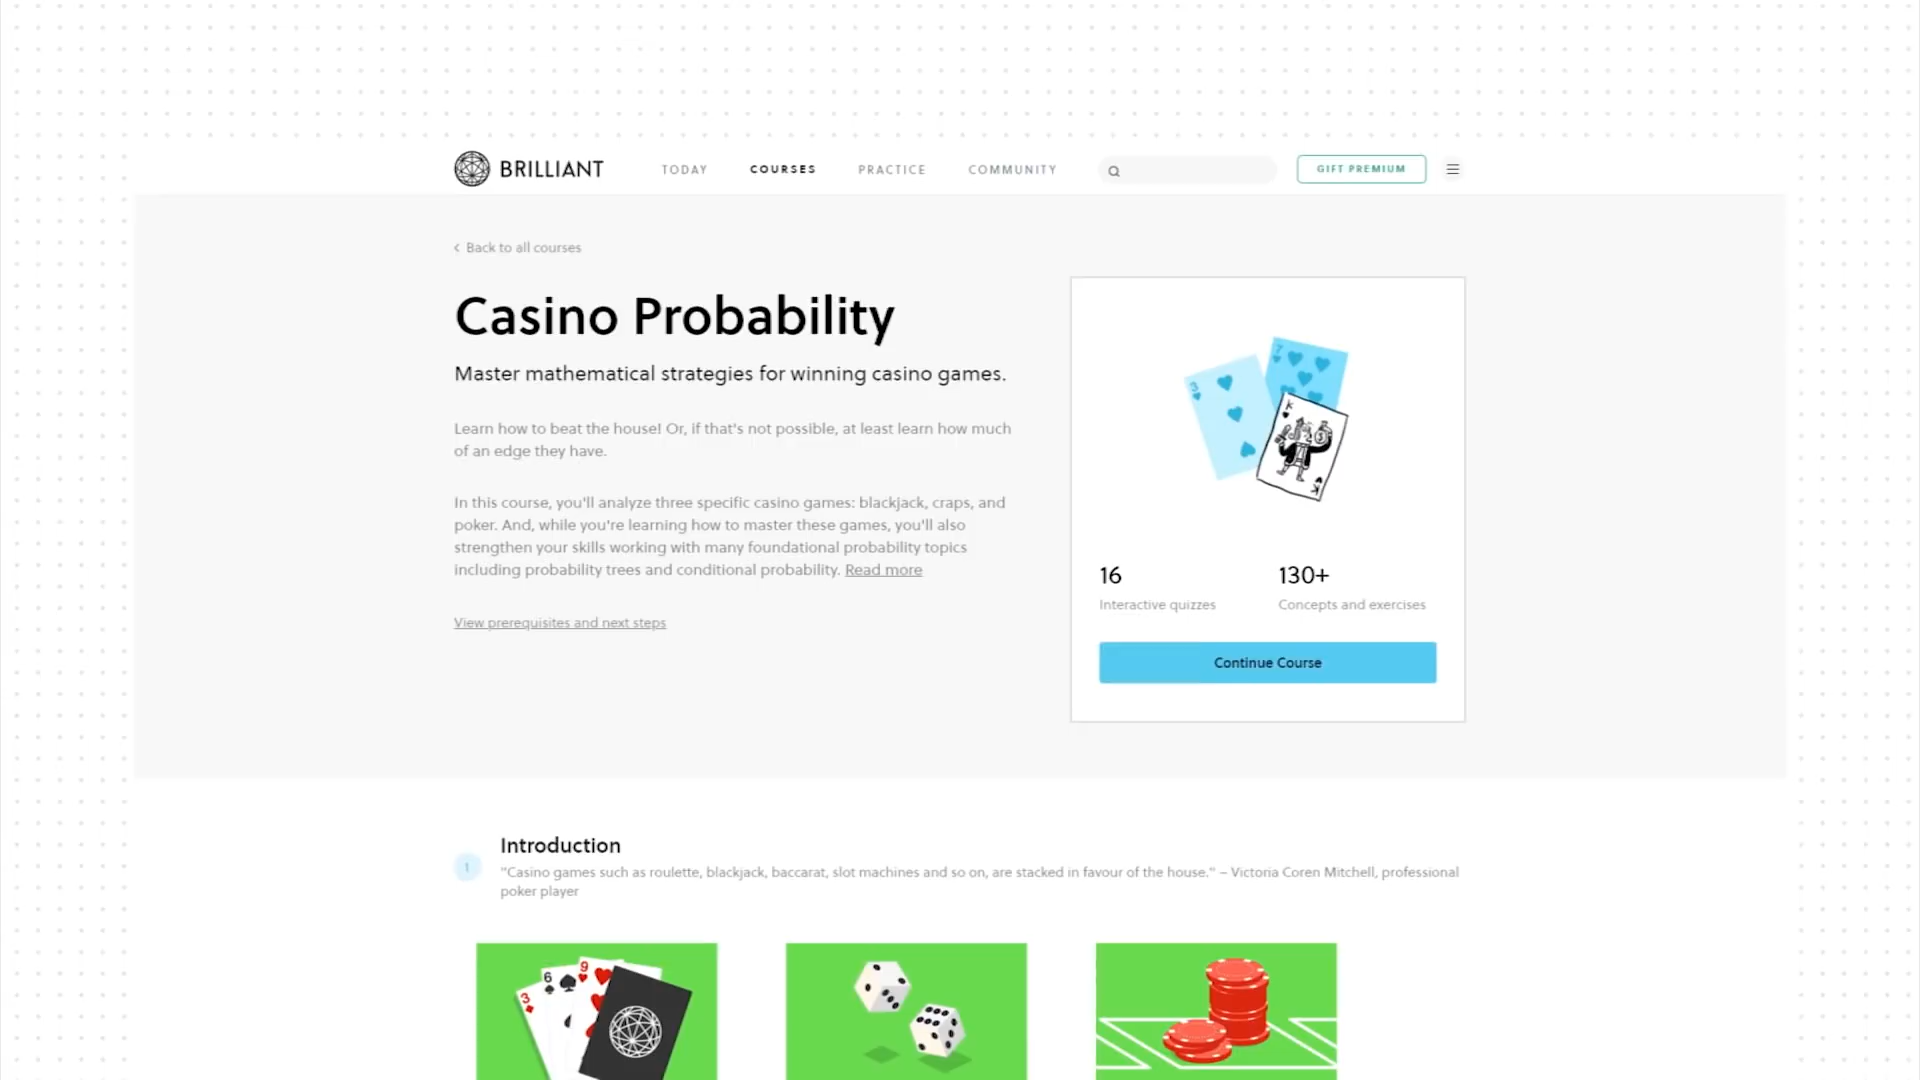 BRILLIANT
TODAY
COURSES
PRACTICE
COMMUNITY
GIFT PREMIUM
Back to all courses
Casino Probability
Master mathematical strategies for winning casino games.
Learn how to beat the house! Or, if that's not possible, at least learn how much
of an edge they have.
In this course, you'll analyze three specific casino games: blackjack, craps, and
poker. And, while you're learning how to master these games, you'll also
strengthen your skills working with many foundational probability topics
including probability trees and conditional probability. Read more
View prerequisites and next steps
3
7
K
K
16
Interactive quizzes
130+
Concepts and exercises
Continue Course
1
Introduction
"Casino games such as roulette, blackjack, baccarat, slot machines and so on, are stacked in favour of the house." – Victoria Coren Mitchell, professional
poker player
3
6
9